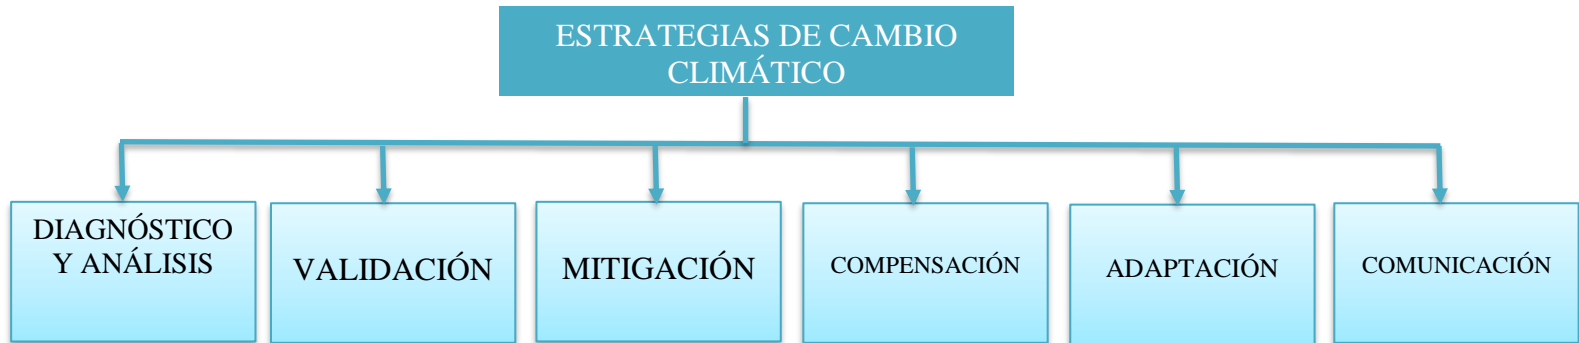 ESTRATEGIAS DE CAMBIO
CLIMÁTICO
DIAGNÓSTICO
Y ANÁLISIS
VALIDACIÓN
MITIGACIÓN
COMPENSACIÓN
ADAPTACIÓN
COMUNICACIÓN